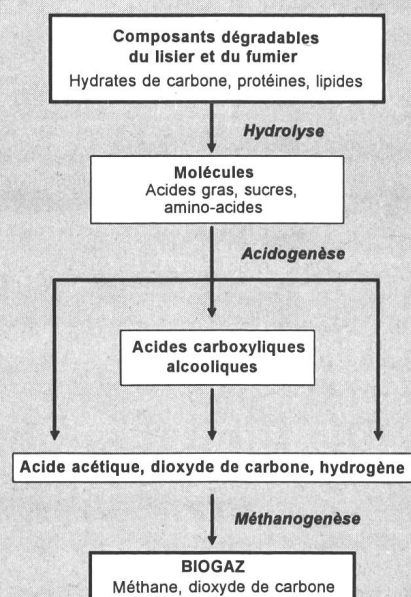 Composants dégradables
du lisier et du fumier
Hydrates de carbone, protéines, lipides
Hydrolyse
Molécules
Acides gras, sucres,
amino-acides
Acidogenèse
Acides carboxyliques
alcooliques
Acide acétique, dioxyde de carbone, hydrogène
Méthanogenèse
BIOGAZ
Méthane, dioxyde de carbone